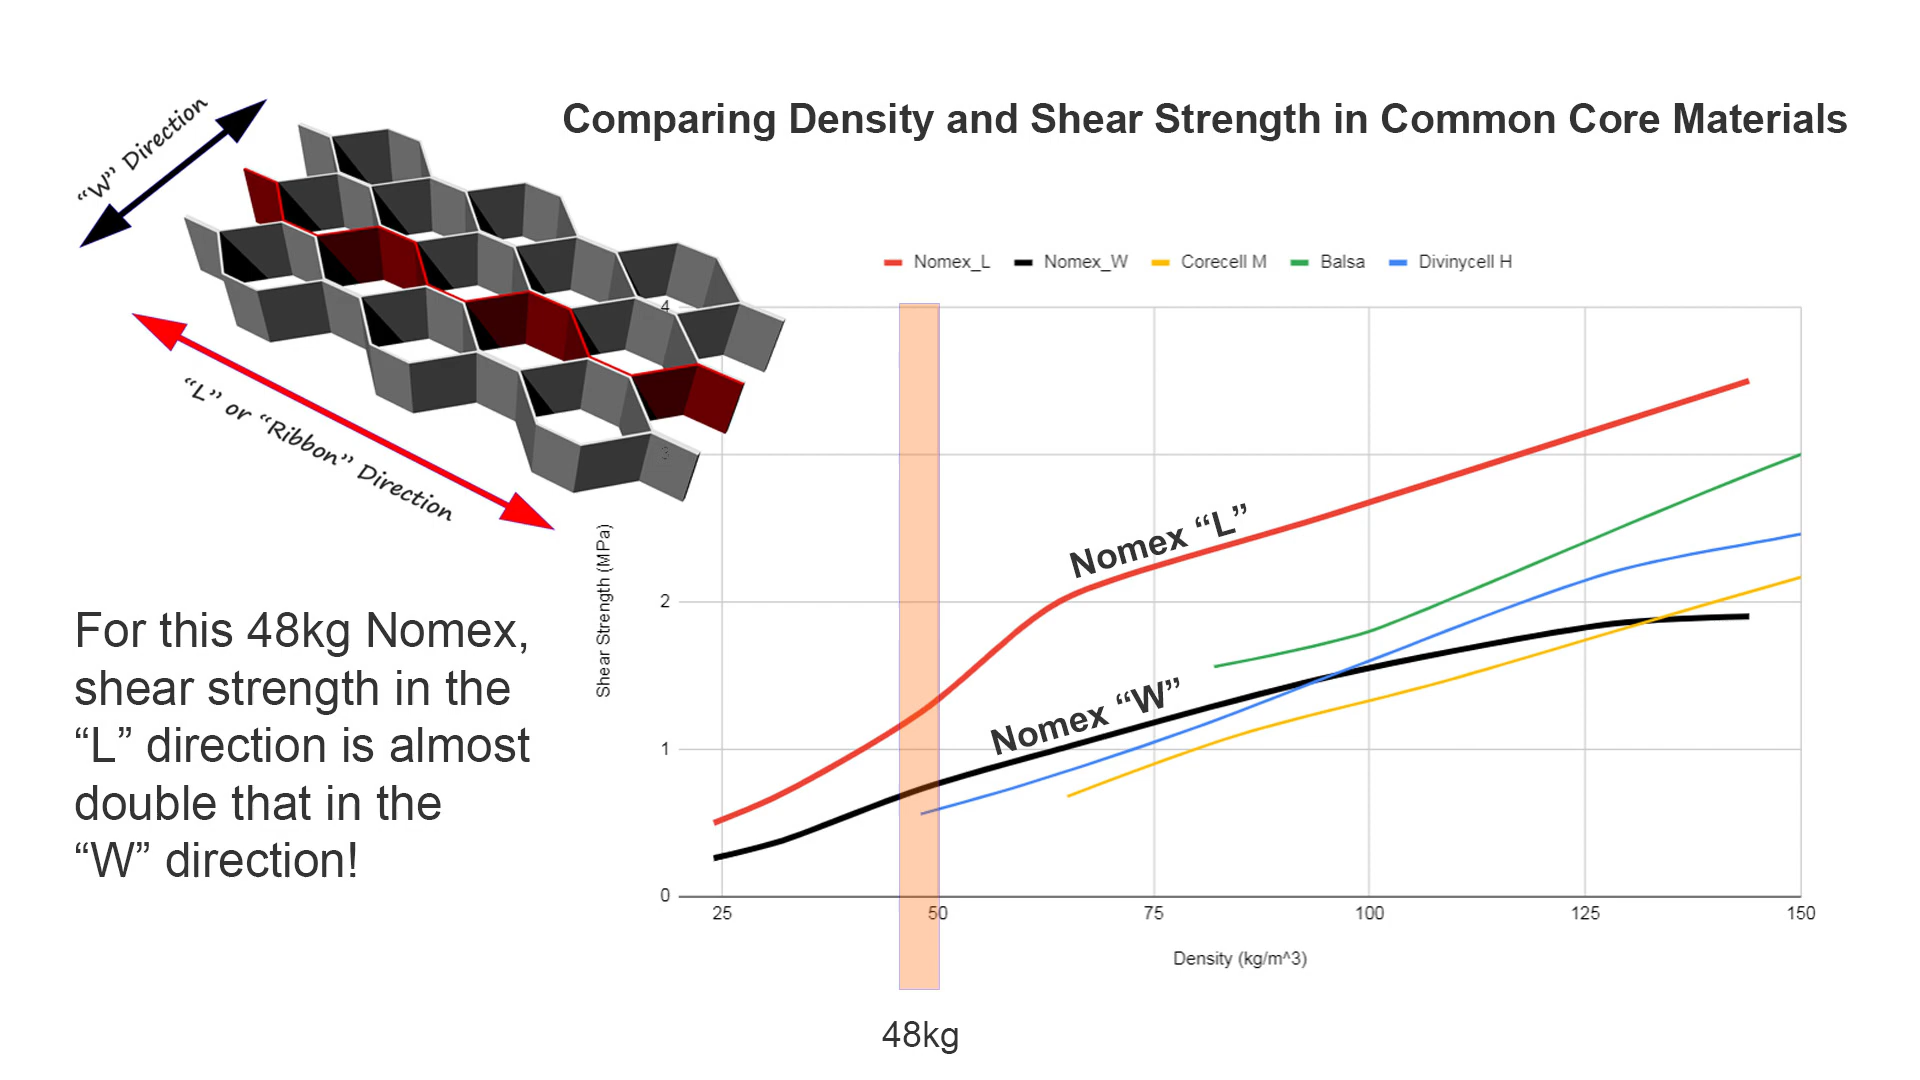 Comparing Density and Shear Strength in Common Core Materials
“W” Direction
“L” or “Ribbon” Direction
Nomex_L
Nomex_W
Corecell M
Balsa
Divinycell H
4
3
2
1
0
Shear Strength (MPa)
Nomex “L”
Nomex “W”
For this 48kg Nomex,
shear strength in the
“L” direction is almost
double that in the
“W” direction!
25
50
75
100
125
150
Density (kg/m^3)
48kg